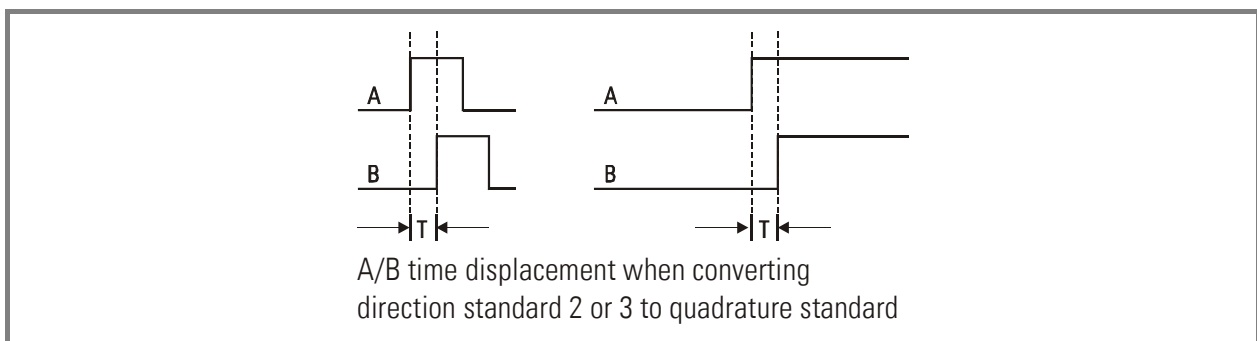 A A
B B
T T
A/B time displacement when converting
direction standard 2 or 3 to quadrature standard